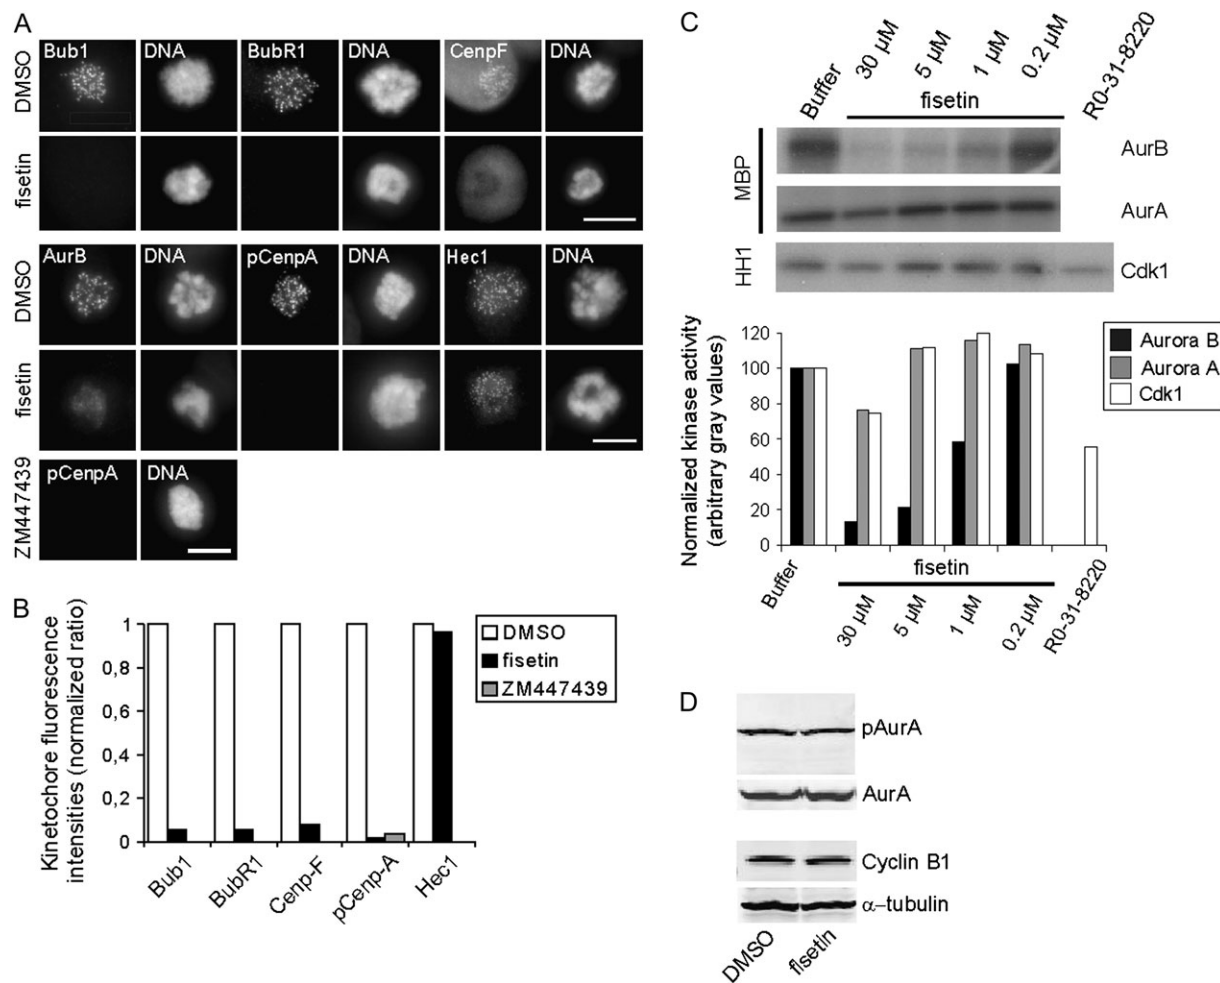 A
Bub1 DNA BubR1 DNA CenpF DNA
DMSO
fisetin
AurB DNA pCenpA DNA Hec1 DNA
DMSO
fisetin
pCenpA DNA
ZM447439
B
Kinetochore fluorescence
intensities (normalized ratio)
1
0,8
0,6
0,4
0,2
0
Bub1 BubR1 Cenp-F pCenp-A Hec1
DMSO
fisetin
ZM447439
C
Buffer 30 µM 5 µM 1 µM 0.2 µM R0-31-8220
fisetin
MBP
AurB
AurA
HH1
Cdk1
Normalized kinase activity
(arbitrary gray values)
120
100
80
60
40
20
0
Aurora B
Aurora A
Cdk1
Buffer
fisetin
30 µM 5 µM 1 µM 0.2 µM R0-31-8220
D
pAurA
AurA
Cyclin B1
α–tubulin
DMSO fisetin